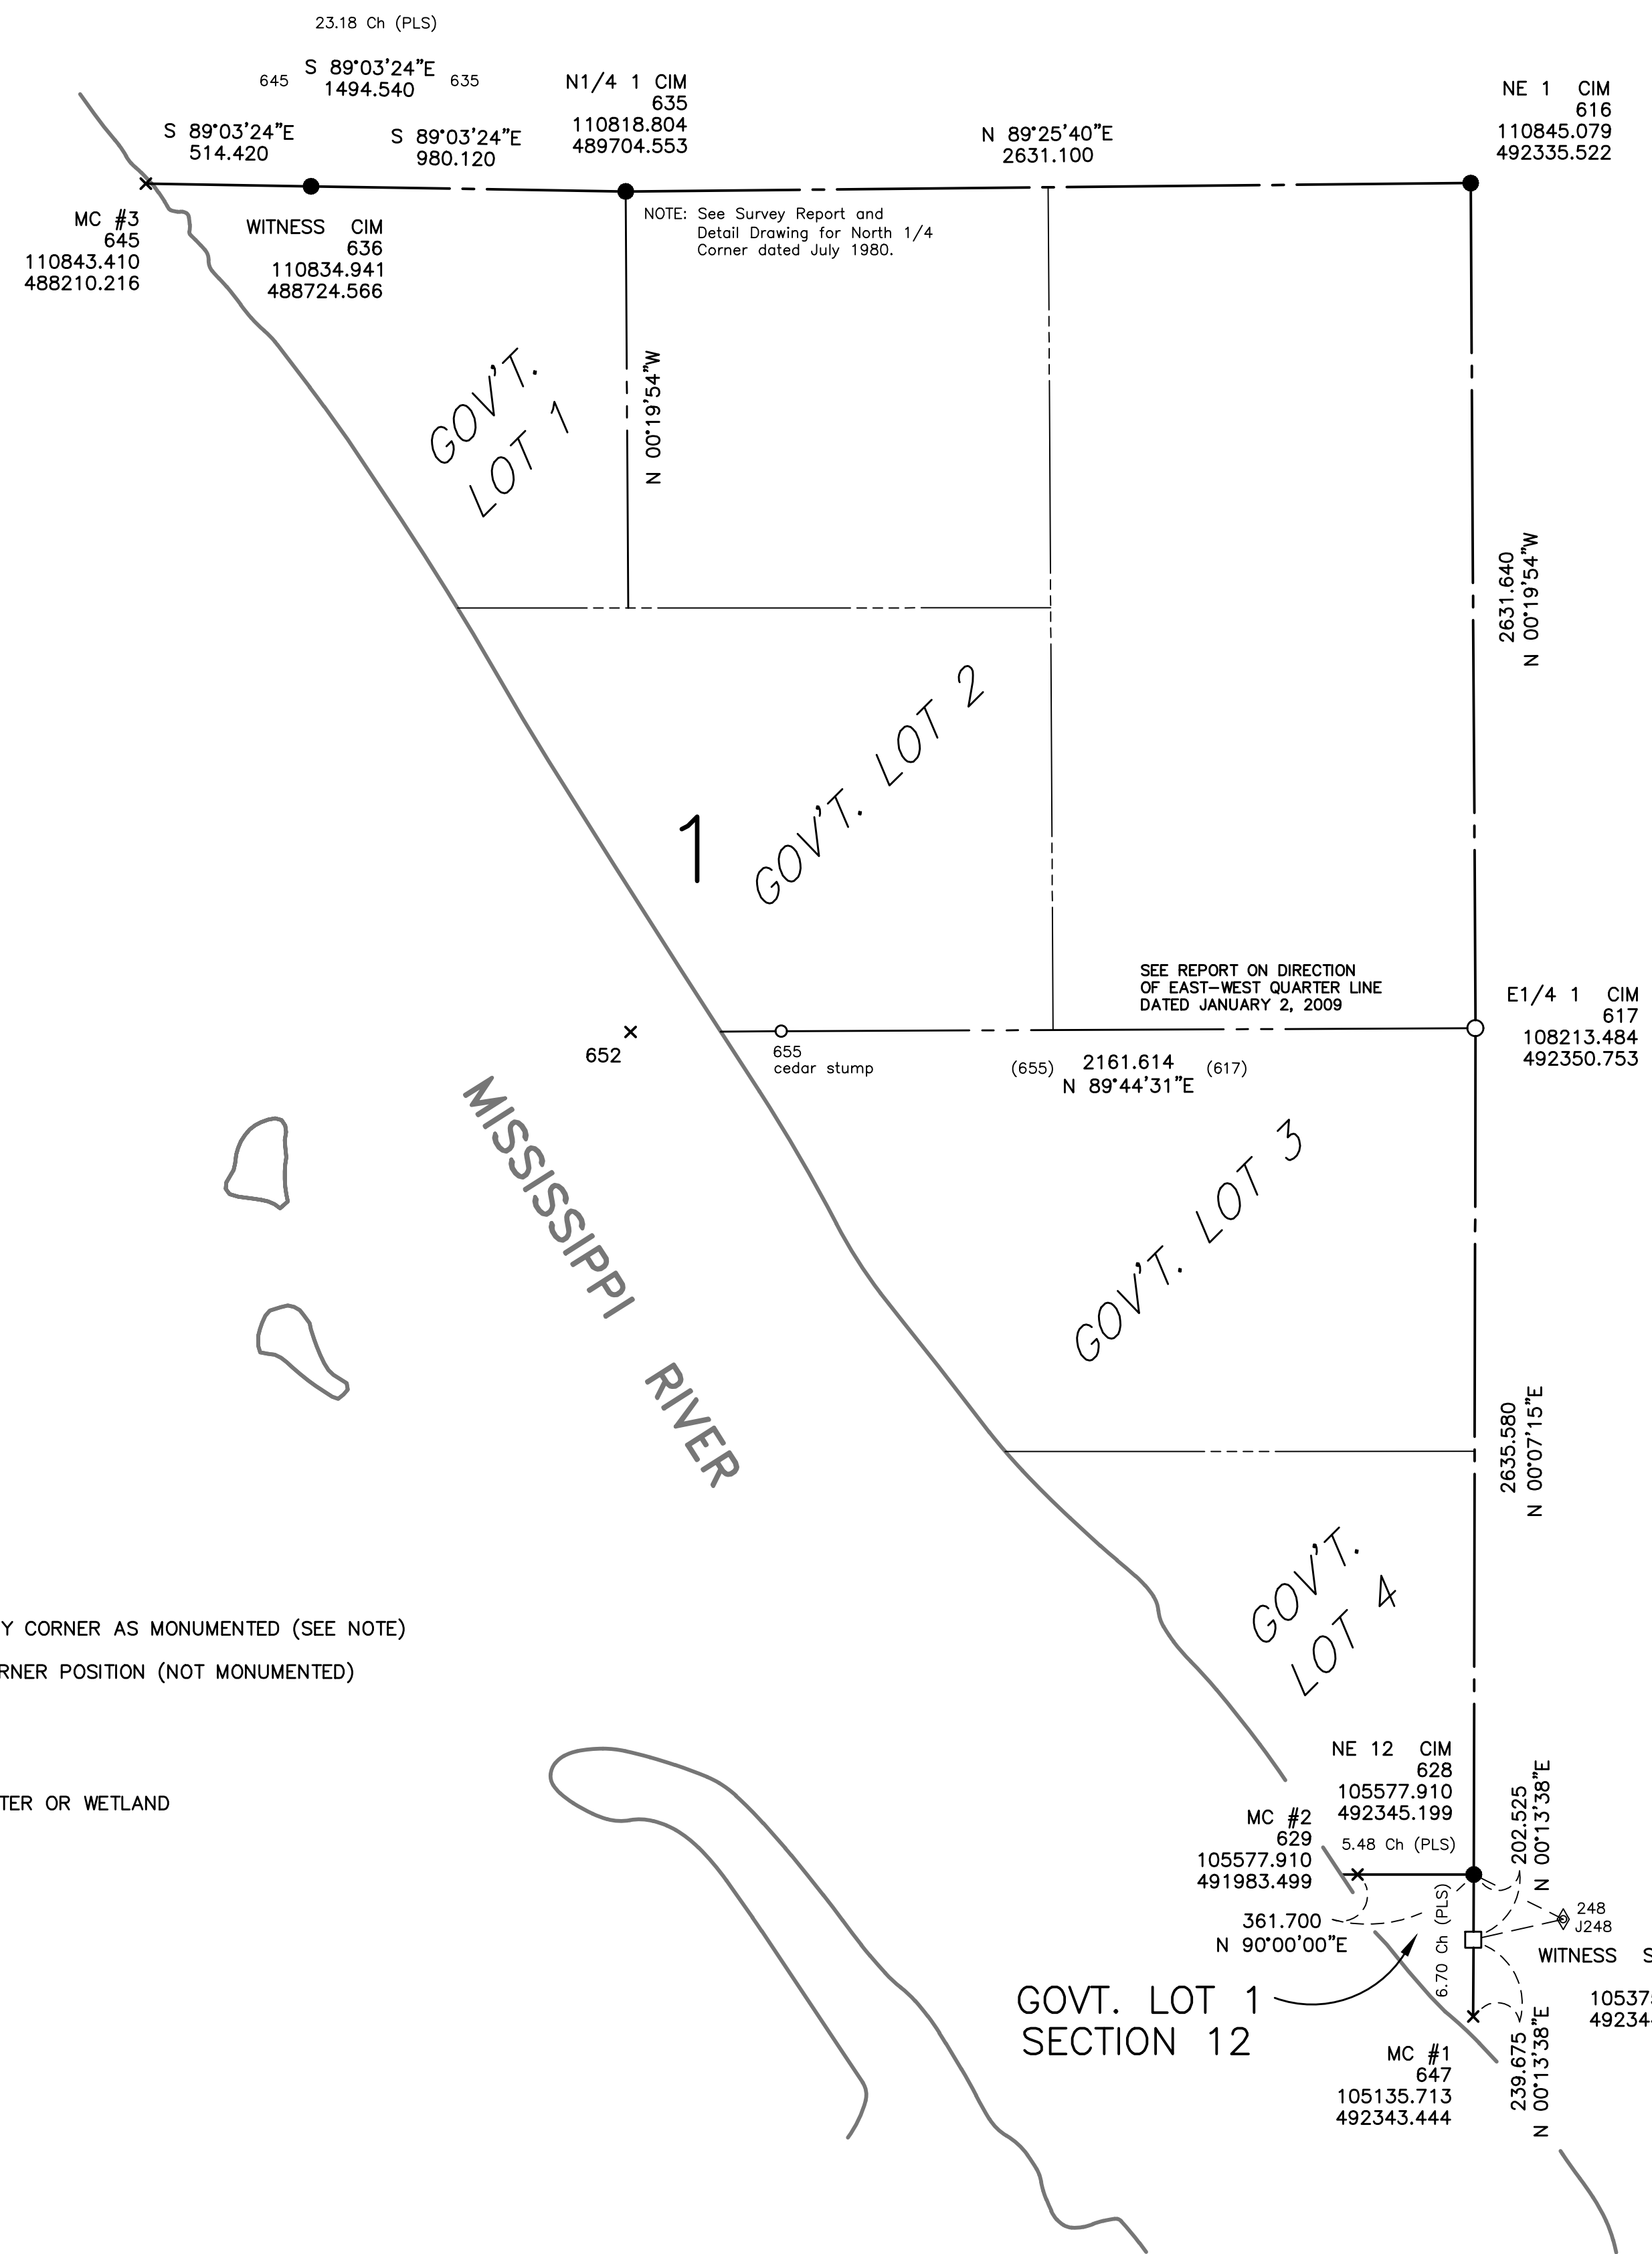 23.18 Ch (PLS)
645 S 89°03'24"E 635
1494.540
S 89°03'24"E
514.420
S 89°03'24"E
980.120
N1/4 1 CIM
635
110818.804
489704.553
N 89°25'40"E
2631.100
NE 1 CIM
616
110845.079
492335.522
MC #3
645
110843.410
488210.216
WITNESS CIM
636
110834.941
488724.566
NOTE: See Survey Report and
Detail Drawing for North 1/4
Corner dated July 1980.
GOV'T.
LOT 1
N 00°19'54"W
2631.640
N 00°19'54"W
GOV'T. LOT 2
1
SEE REPORT ON DIRECTION
OF EAST-WEST QUARTER LINE
DATED JANUARY 2, 2009
E1/4 1 CIM
617
108213.484
492350.753
652
655
cedar stump
(655) 2161.614 (617)
N 89°44'31"E
MISSISSIPPI RIVER
GOV'T. LOT 3
2635.580
N 00°07'15"E
GOV'T.
LOT 4
Y CORNER AS MONUMENTED (SEE NOTE)
RNER POSITION (NOT MONUMENTED)
TER OR WETLAND
NE 12 CIM
628
105577.910
492345.199
MC #2
629
105577.910
491983.499
5.48 Ch (PLS)
202.525
N 00°13'38"E
361.700
N 90°00'00"E
6.70 Ch (PLS)
248
J248
WITNESS S
105375
49234
GOVT. LOT 1
SECTION 12
239.675
N 00°13'38"E
MC #1
647
105135.713
492343.444